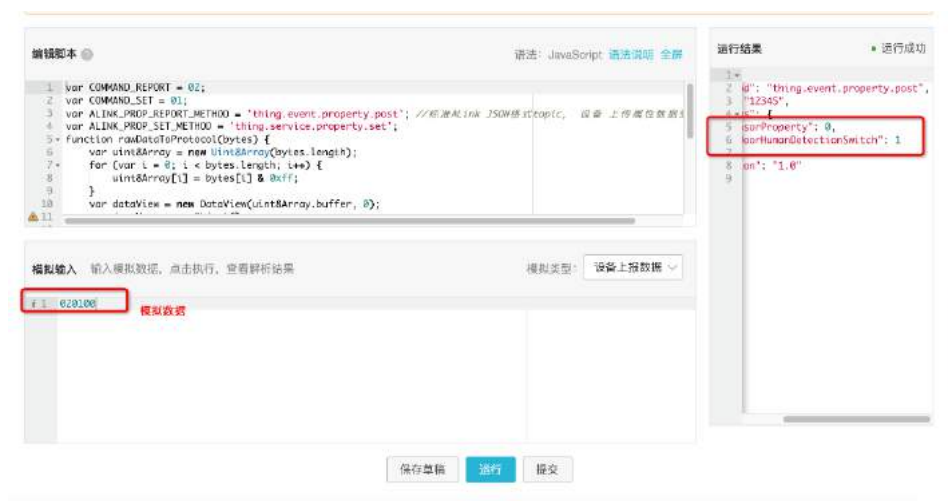 编辑脚本
语法: JavaScript 语法说明 全屏
1 var COMMAND_REPORT = 02;
2 var COMMAND_SET = 01;
3 var ALINK_PROP_REPORT_METHOD = 'thing.event.property.post'; //标准ALink JSON格式topic, 设备 上传属性数据
4 var ALINK_PROP_SET_METHOD = 'thing.service.property.set';
5 function rawDataToProtocol(bytes) {
6 var uint8Array = new Uint8Array(bytes.length);
7 for (var i = 0; i < bytes.length; i++) {
8 uint8Array[i] = bytes[i] & 0xff;
9 }
10 var dataView = new DataView(uint8Array.buffer, 0);
11
运行结果
运行成功
1
2 d": "thing.event.property.post",
3 "12345",
4 s": {
5 sorProperty": 0,
6 oorHumanDetectionSwitch": 1
7
8 on": "1.0"
9
模拟输入 输入模拟数据, 点击执行, 查看解析结果
模拟类型: 设备上报数据
1 020100
模拟数据
保存草稿 运行 提交